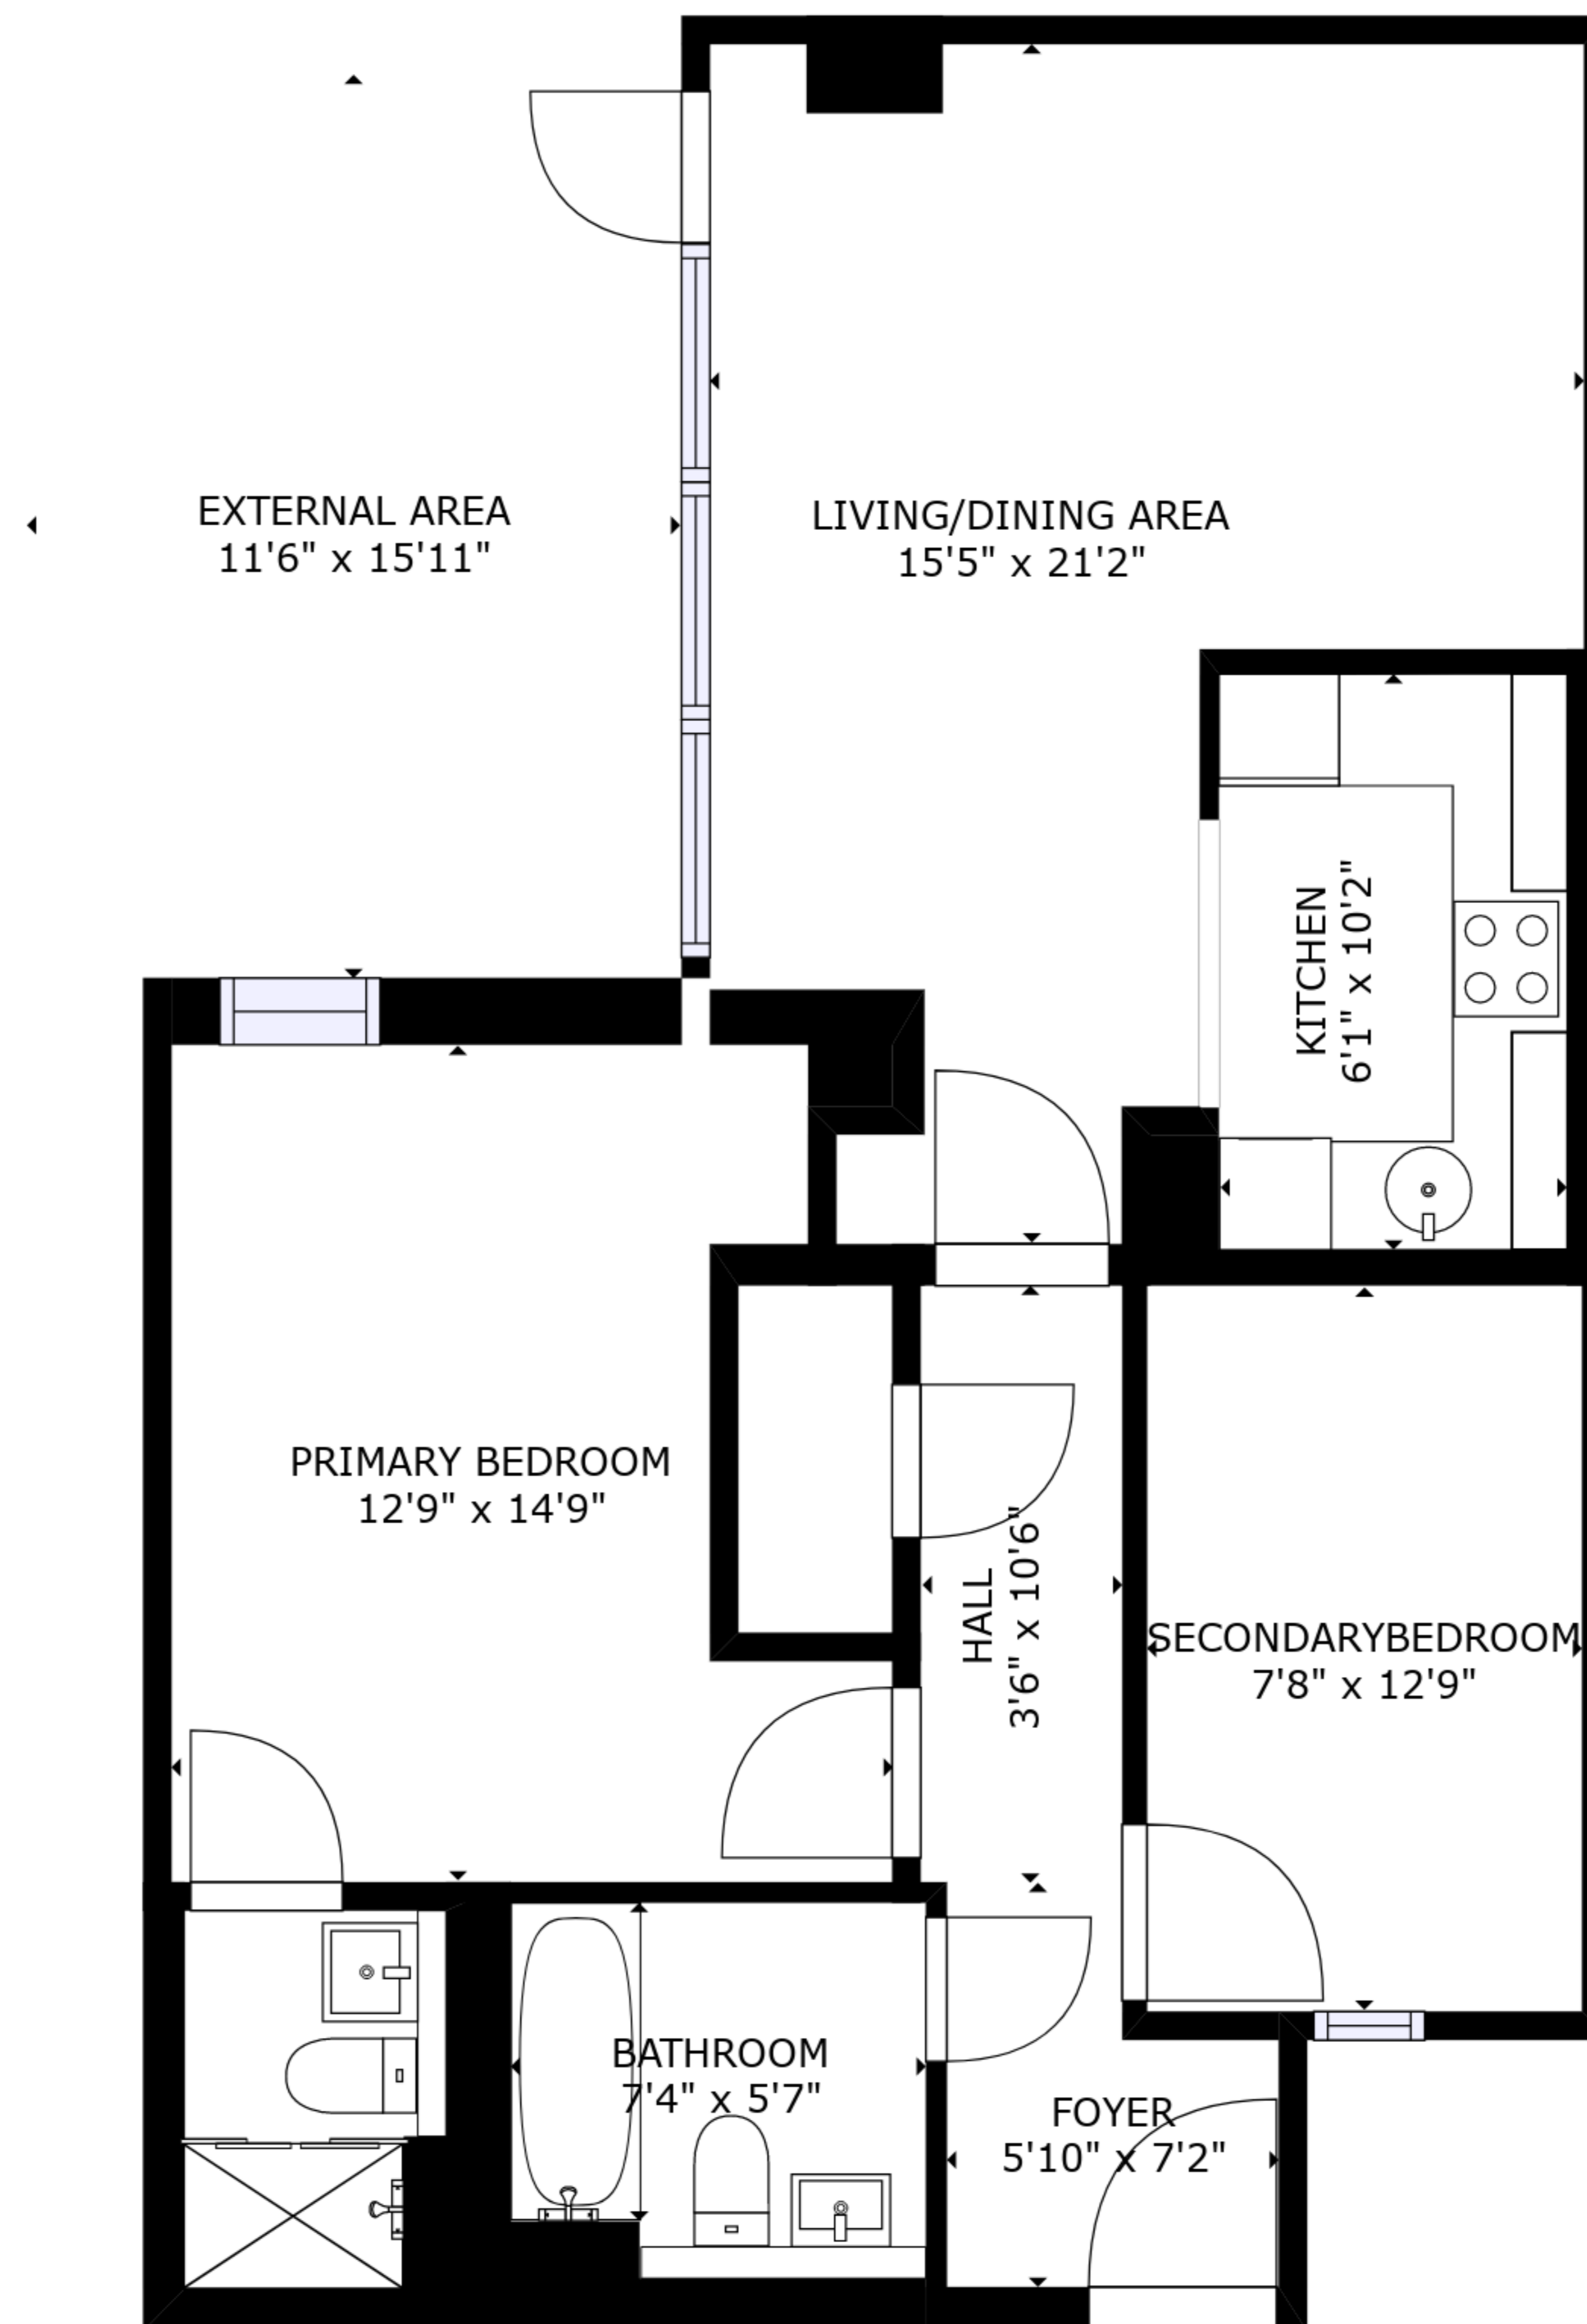 EXTERNAL AREA
11'6" x 15'11"
LIVING/DINING AREA
15'5" x 21'2"
KITCHEN
6'1" x 10'2"
PRIMARY BEDROOM
12'9" x 14'9"
HALL
3'6" x 10'6"
SECONDARYBEDROOM
7'8" x 12'9"
BATHROOM
7'4" x 5'7"
FOYER
5'10" x 7'2"